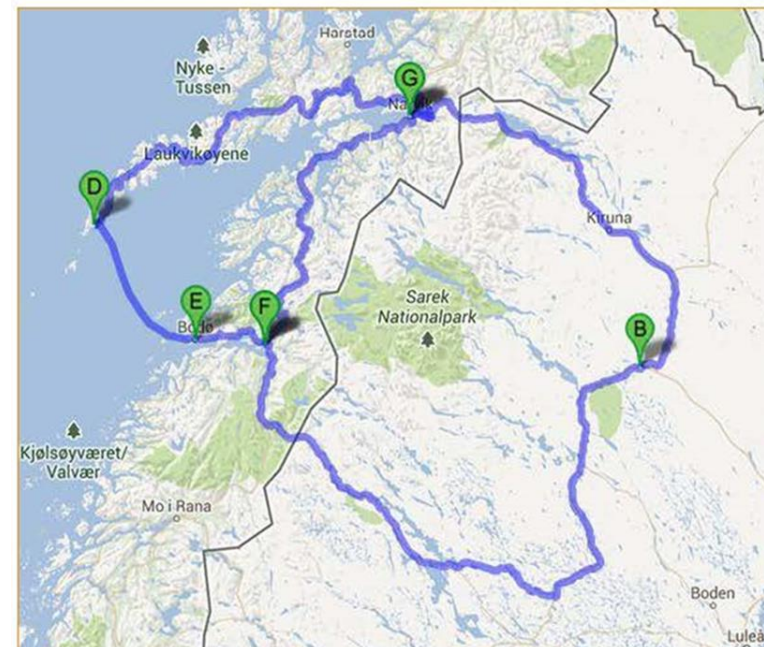 Harstad
Nyke -
Tussen
G
Laukvikøyene
D
Kiruna
E
F
Sarek
Nationalpark
Bodø
B
Kjølsøyværet/
Valvær
Mo i Rana
Boden
Luleå